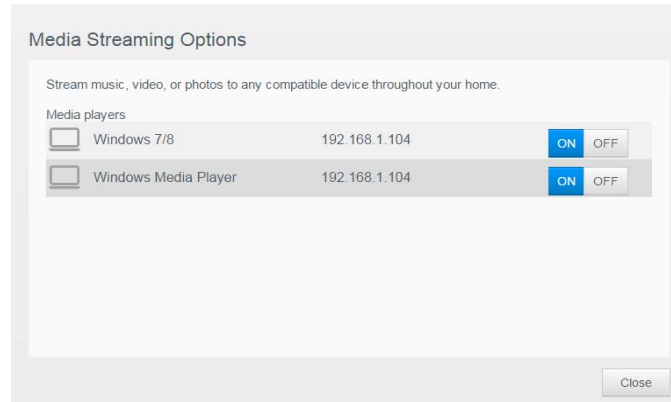 Media Streaming Options
Stream music, video, or photos to any compatible device throughout your home.
Media players
Windows 7/8 192.168.1.104 ON OFF
Windows Media Player 192.168.1.104 ON OFF
Close